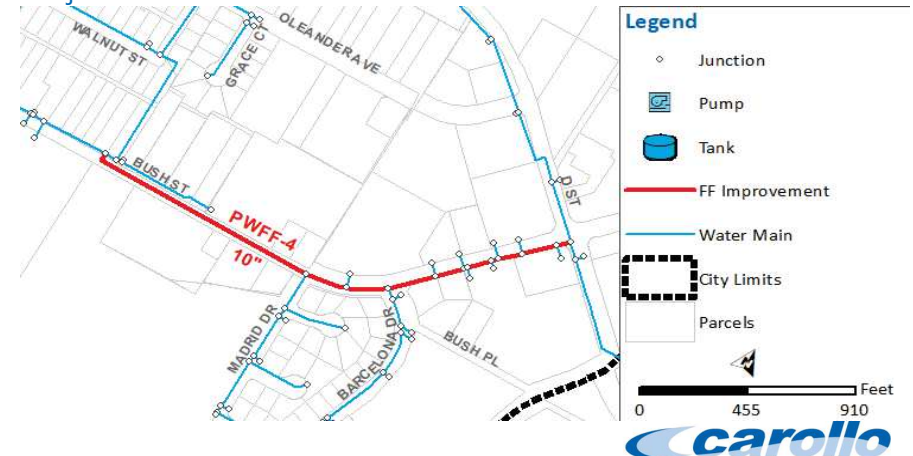 WALNUT ST
GRACE CT
OLEANDER AVE
BUSH ST
D ST
PWFF-4
10"
MADRID DR
BARCELONA DR
BUSH PL
Legend
Junction
Pump
Tank
FF Improvement
Water Main
City Limits
Parcels
N
Feet
0 455 910
carollo